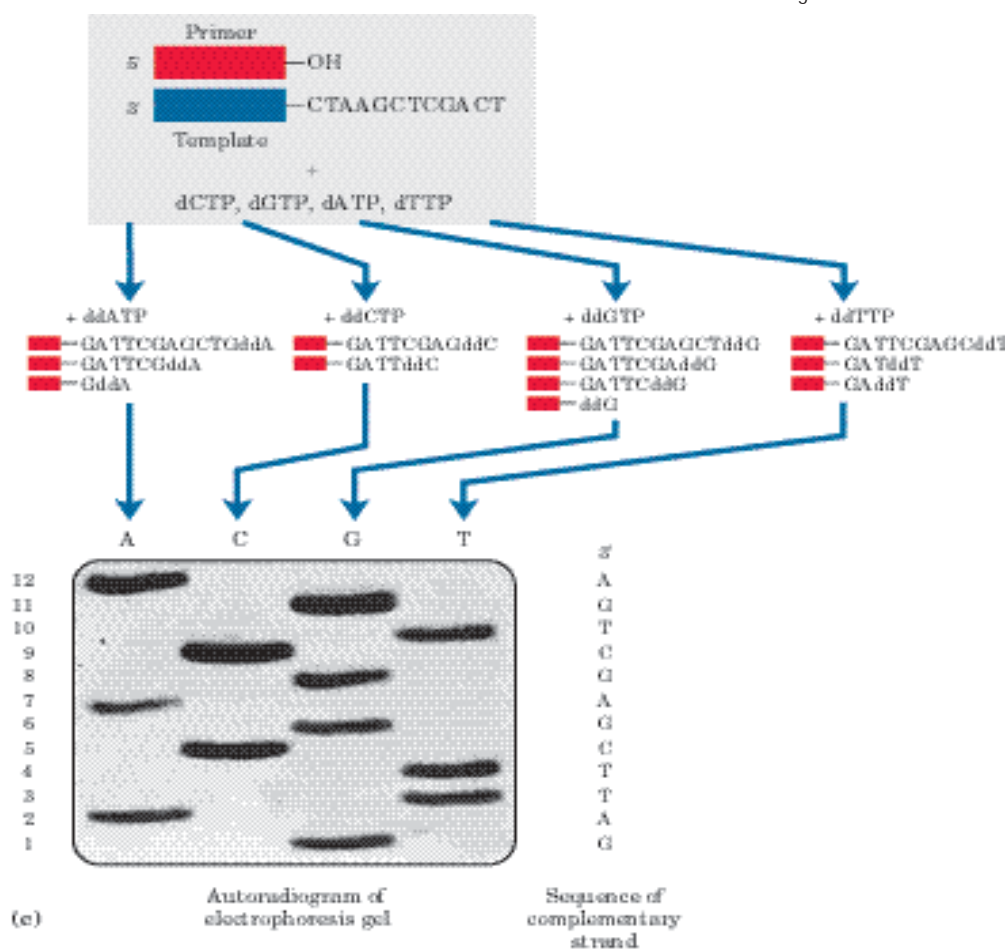 g
Primer
5′ OH
3′ CTAAGCTCGACT
Template
+
dCTP, dGTP, dATP, dTTP
+ ddATP
GATTCGAGCTGddA
GATTCGddA
GddA
+ ddCTP
GATTCGAGddC
GATTddC
+ ddGTP
GATTCGAGCTddG
GATTCGAddG
GATTCddG
ddG
+ ddTTP
GATTCGAGCddT
GATddT
GAddT
A C G T
3′
12 A
11 G
10 T
9 C
8 G
7 A
6 G
5 C
4 T
3 T
2 A
1 G
(c)
Autoradiogram of
electrophoresis gel
Sequence of
complementary
strand